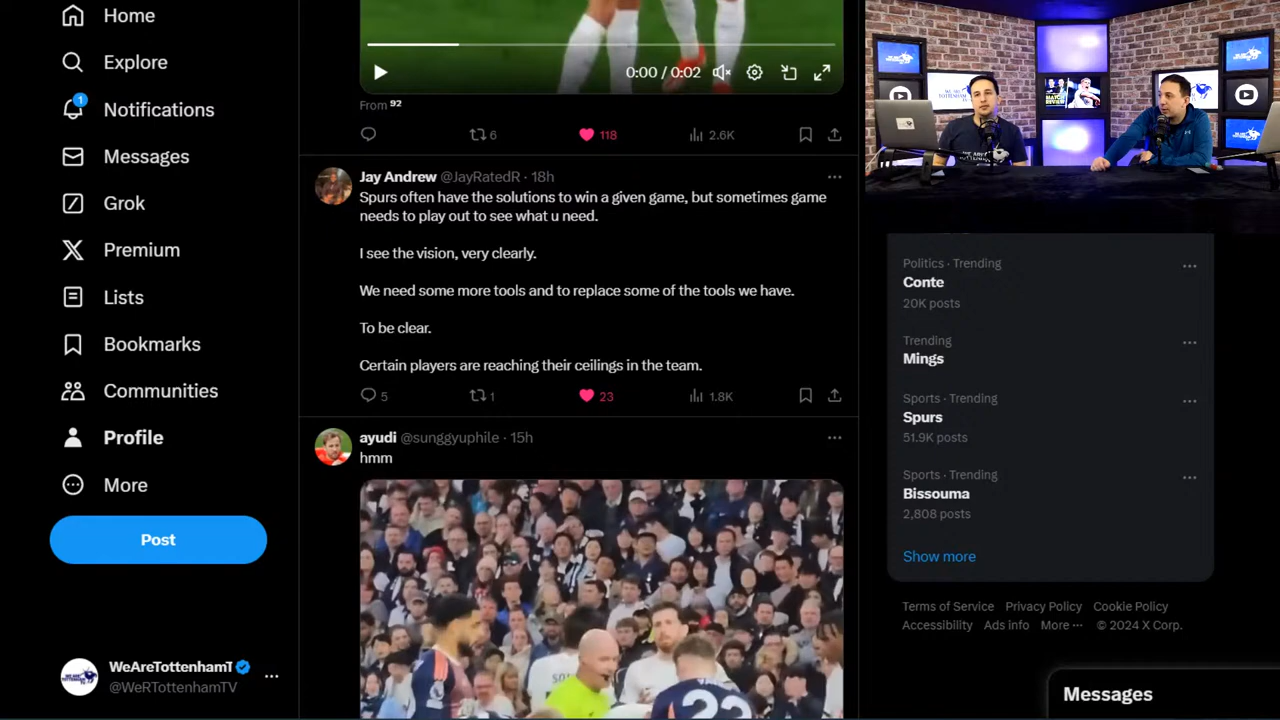 Home
Explore
1
Notifications
Messages
Grok
Premium
Lists
Bookmarks
Communities
Profile
More
Post
WeAreTottenhamT
@WeRTottenhamTV
0:00 / 0:02
From 92
6
118
2.6K
Jay Andrew @JayRatedR · 18h
Spurs often have the solutions to win a given game, but sometimes game
needs to play out to see what u need.
I see the vision, very clearly.
We need some more tools and to replace some of the tools we have.
To be clear.
Certain players are reaching their ceilings in the team.
5
1
23
1.8K
ayudi @sunggyuphile · 15h
hmm
22
Politics · Trending
Conte
20K posts
Trending
Mings
Sports · Trending
Spurs
51.9K posts
Sports · Trending
Bissouma
2,808 posts
Show more
Terms of Service Privacy Policy Cookie Policy
Accessibility Ads info More ··· © 2024 X Corp.
Messages